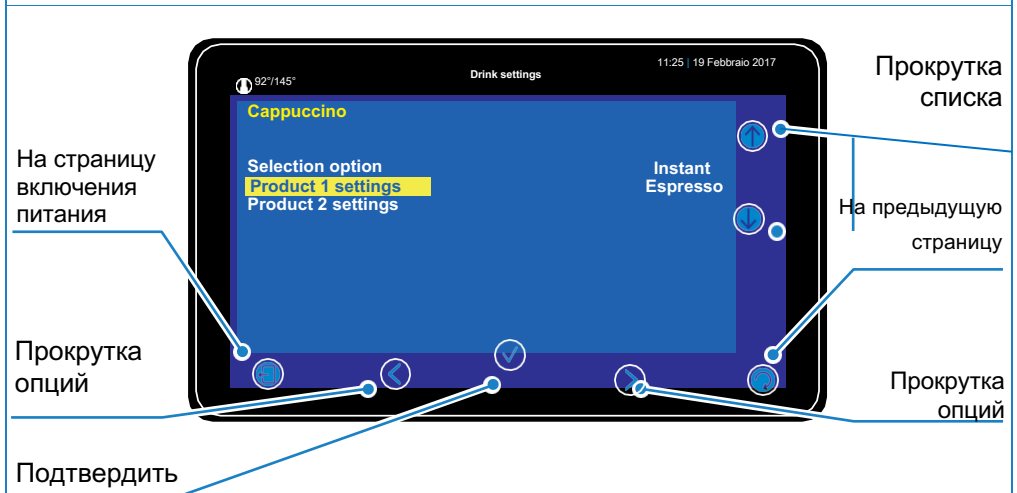 11:25 | 19 Febbraio 2017
92°/145°
Drink settings
Прокрутка
списка
Cappuccino
На страницу
включения
питания
Selection option
Instant
Product 1 settings
Espresso
Product 2 settings
На предыдущую
страницу
Прокрутка
опций
Прокрутка
опций
Подтвердить